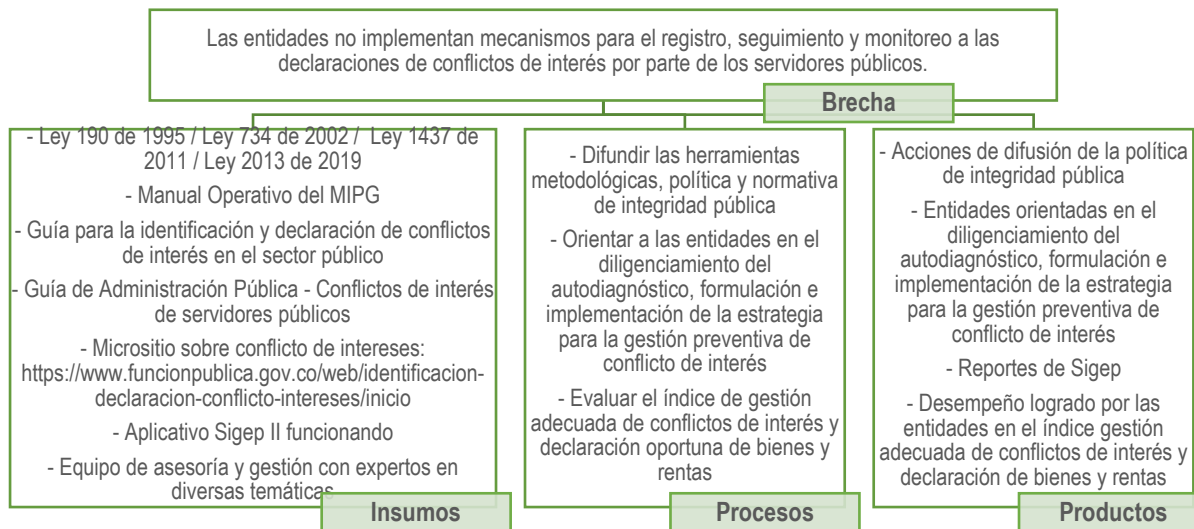 Las entidades no implementan mecanismos para el registro, seguimiento y monitoreo a las
declaraciones de conflictos de interés por parte de los servidores públicos.
Brecha
- Ley 190 de 1995 / Ley 734 de 2002 / Ley 1437 de
2011 / Ley 2013 de 2019
- Manual Operativo del MIPG
- Guía para la identificación y declaración de conflictos
de interés en el sector público
- Guía de Administración Pública - Conflictos de interés
de servidores públicos
- Micrositio sobre conflicto de intereses:
https://www.funcionpublica.gov.co/web/identificacion-
declaracion-conflicto-intereses/inicio
- Aplicativo Sigep II funcionando
- Equipo de asesoría y gestión con expertos en
diversas temáticas
Insumos
- Difundir las herramientas
metodológicas, política y normativa
de integridad pública
- Orientar a las entidades en el
diligenciamiento del
autodiagnóstico, formulación e
implementación de la estrategia
para la gestión preventiva de
conflicto de interés
- Evaluar el índice de gestión
adecuada de conflictos de interés y
declaración oportuna de bienes y
rentas
Procesos
- Acciones de difusión de la política
de integridad pública
- Entidades orientadas en el
diligenciamiento del
autodiagnóstico, formulación e
implementación de la estrategia
para la gestión preventiva de
conflicto de interés
- Reportes de Sigep
- Desempeño logrado por las
entidades en el índice gestión
adecuada de conflictos de interés y
declaración de bienes y rentas
Productos